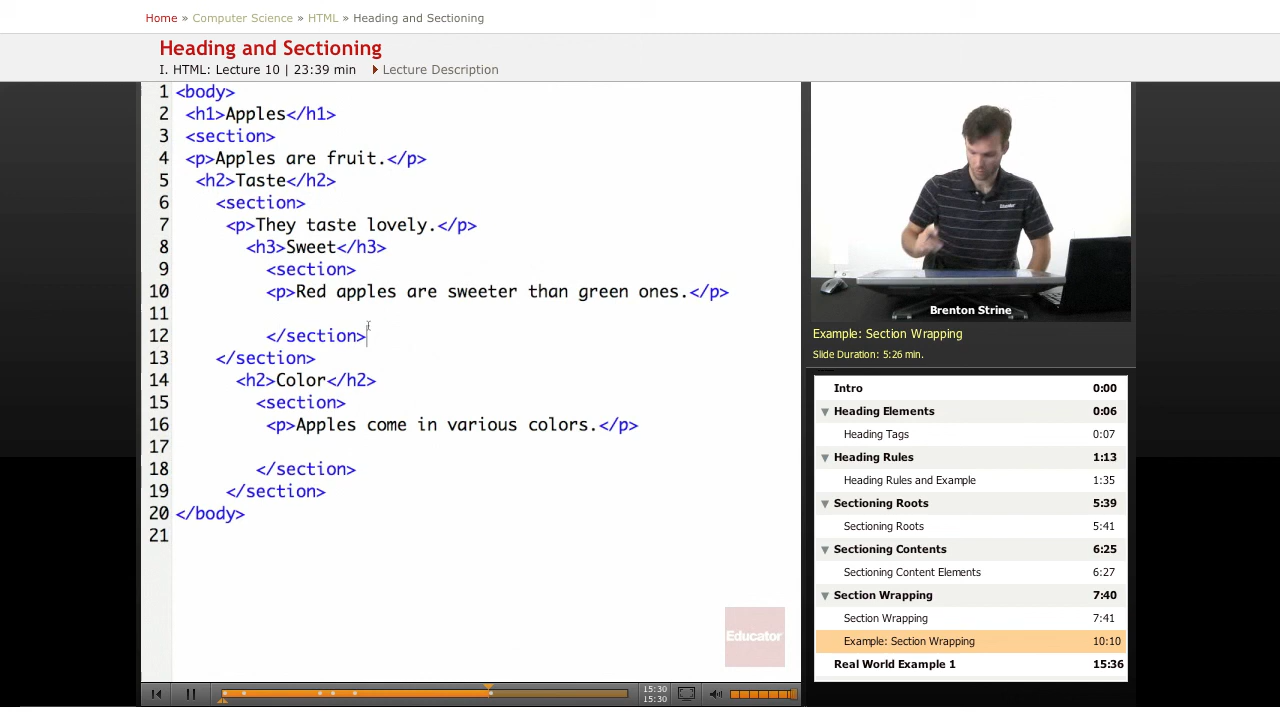 Home » Computer Science » HTML » Heading and Sectioning
Heading and Sectioning
I. HTML: Lecture 10 | 23:39 min Lecture Description
1 <body>
2 <h1>Apples</h1>
3 <section>
4 <p>Apples are fruit.</p>
5 <h2>Taste</h2>
6 <section>
7 <p>They taste lovely.</p>
8 <h3>Sweet</h3>
9 <section>
10 <p>Red apples are sweeter than green ones.</p>
11
12 </section>
13 </section>
14 <h2>Color</h2>
15 <section>
16 <p>Apples come in various colors.</p>
17
18 </section>
19 </section>
20 </body>
21
Educator
15:30
15:30
Brenton Strine
Example: Section Wrapping
Slide Duration: 5:26 min.
Intro 0:00
Heading Elements 0:06
Heading Tags 0:07
Heading Rules 1:13
Heading Rules and Example 1:35
Sectioning Roots 5:39
Sectioning Roots 5:41
Sectioning Contents 6:25
Sectioning Content Elements 6:27
Section Wrapping 7:40
Section Wrapping 7:41
Example: Section Wrapping 10:10
Real World Example 1 15:36